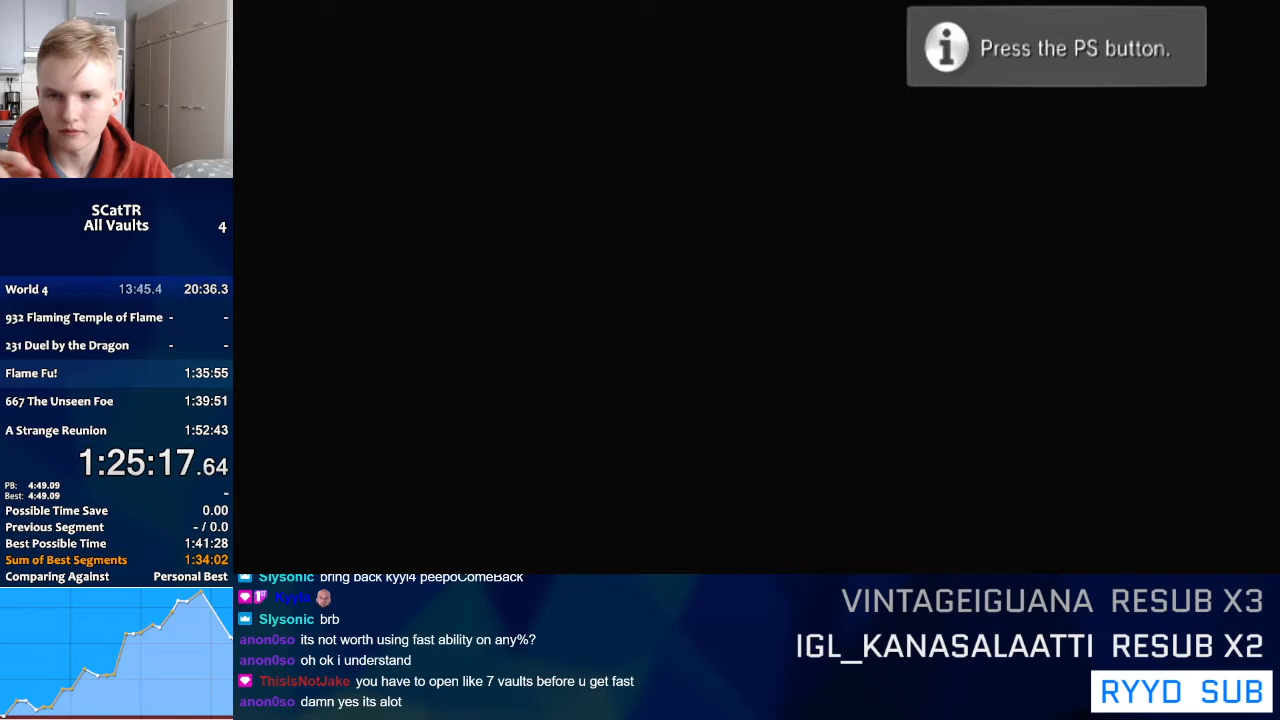 Press the PS button.
SCatTR
All Vaults 4
World 4 13:45.4 20:36.3
932 Flaming Temple of Flame - -
231 Duel by the Dragon - -
Flame Fu! 1:35:55
667 The Unseen Foe 1:39:51
A Strange Reunion 1:52:43
1:25:17.64
PB: 4:49.09
Best: 4:49.09 -
Possible Time Save 0.00
Previous Segment - / 0.0
Best Possible Time 1:41:28
Sum of Best Segments 1:34:02
Comparing Against Personal Best
Slysonic bring back kyyl4 peepoComeBack
Slysonic brb
anon0so its not worth using fast ability on any%?
anon0so oh ok i understand
ThisIsNotJake you have to open like 7 vaults before u get fast
anon0so damn yes its alot
VINTAGEIGUANA RESUB X3
IGL_KANASALAATTI RESUB X2
RYYD SUB